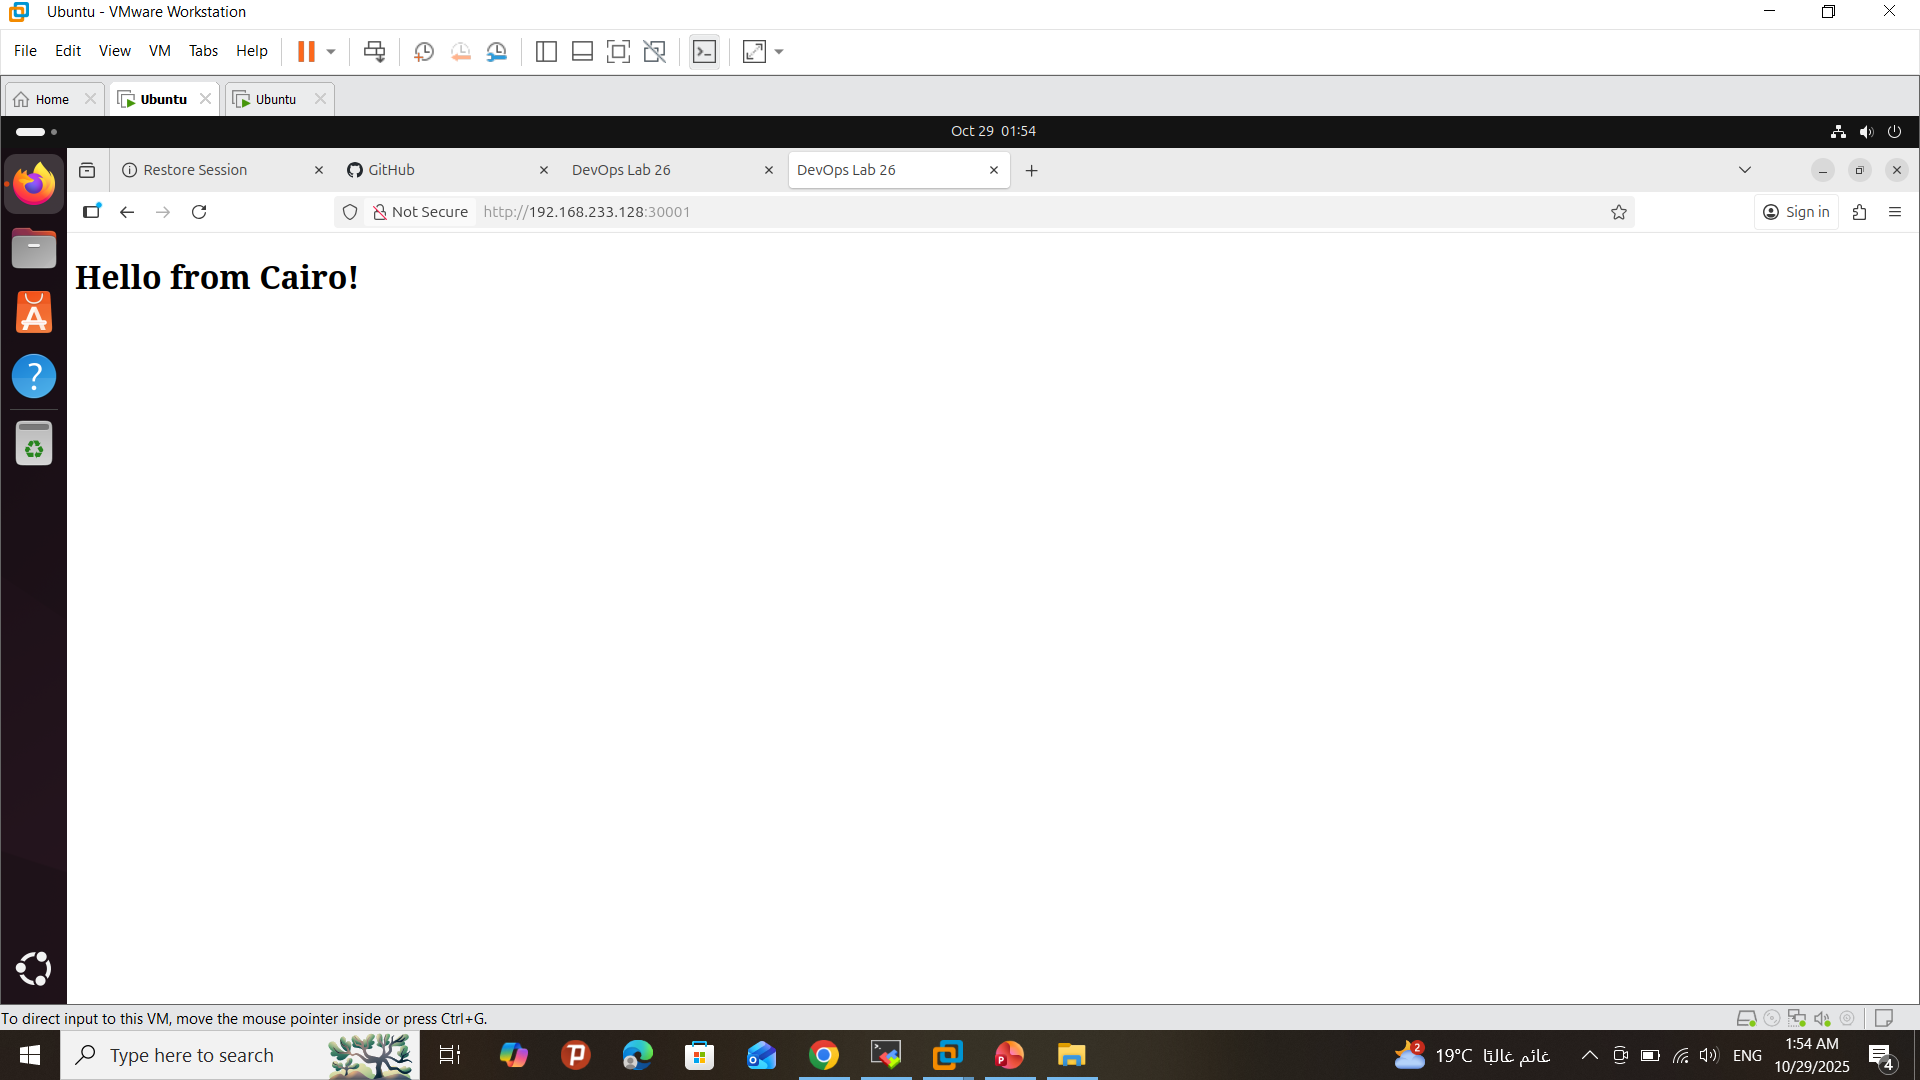 Ubuntu - VMware Workstation
File Edit View VM Tabs Help
Home Ubuntu Ubuntu
Oct 29 01:54
Restore Session GitHub DevOps Lab 26 DevOps Lab 26
Not Secure http://192.168.233.128:30001 Sign in
Hello from Cairo!
To direct input to this VM, move the mouse pointer inside or press Ctrl+G.
Type here to search
2 19°C غائم غالبًا ENG 1:54 AM
10/29/2025 4